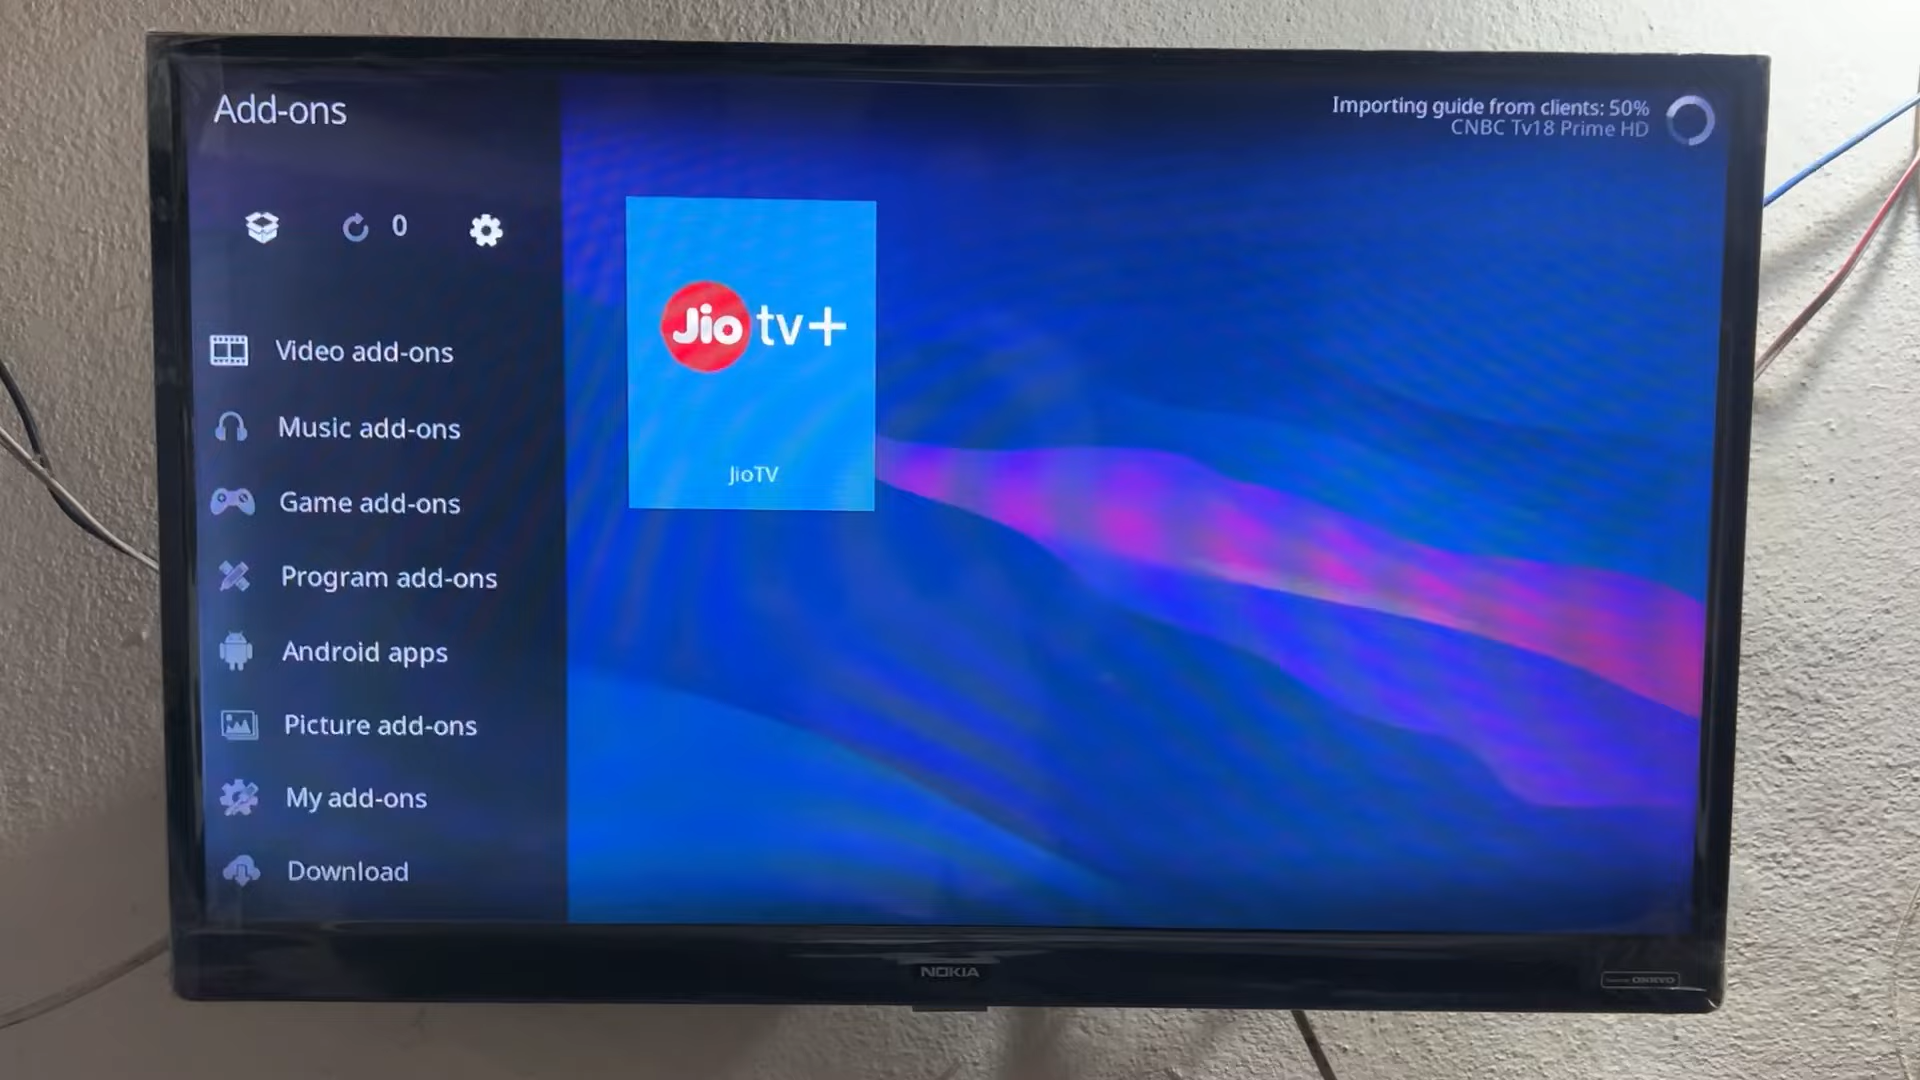 Add-ons
Importing guide from clients: 50%
CNBC Tv18 Prime HD
0
Video add-ons
Music add-ons
Game add-ons
Program add-ons
Android apps
Picture add-ons
My add-ons
Download
Jio tv+
JioTV
NOKIA
ONKYO